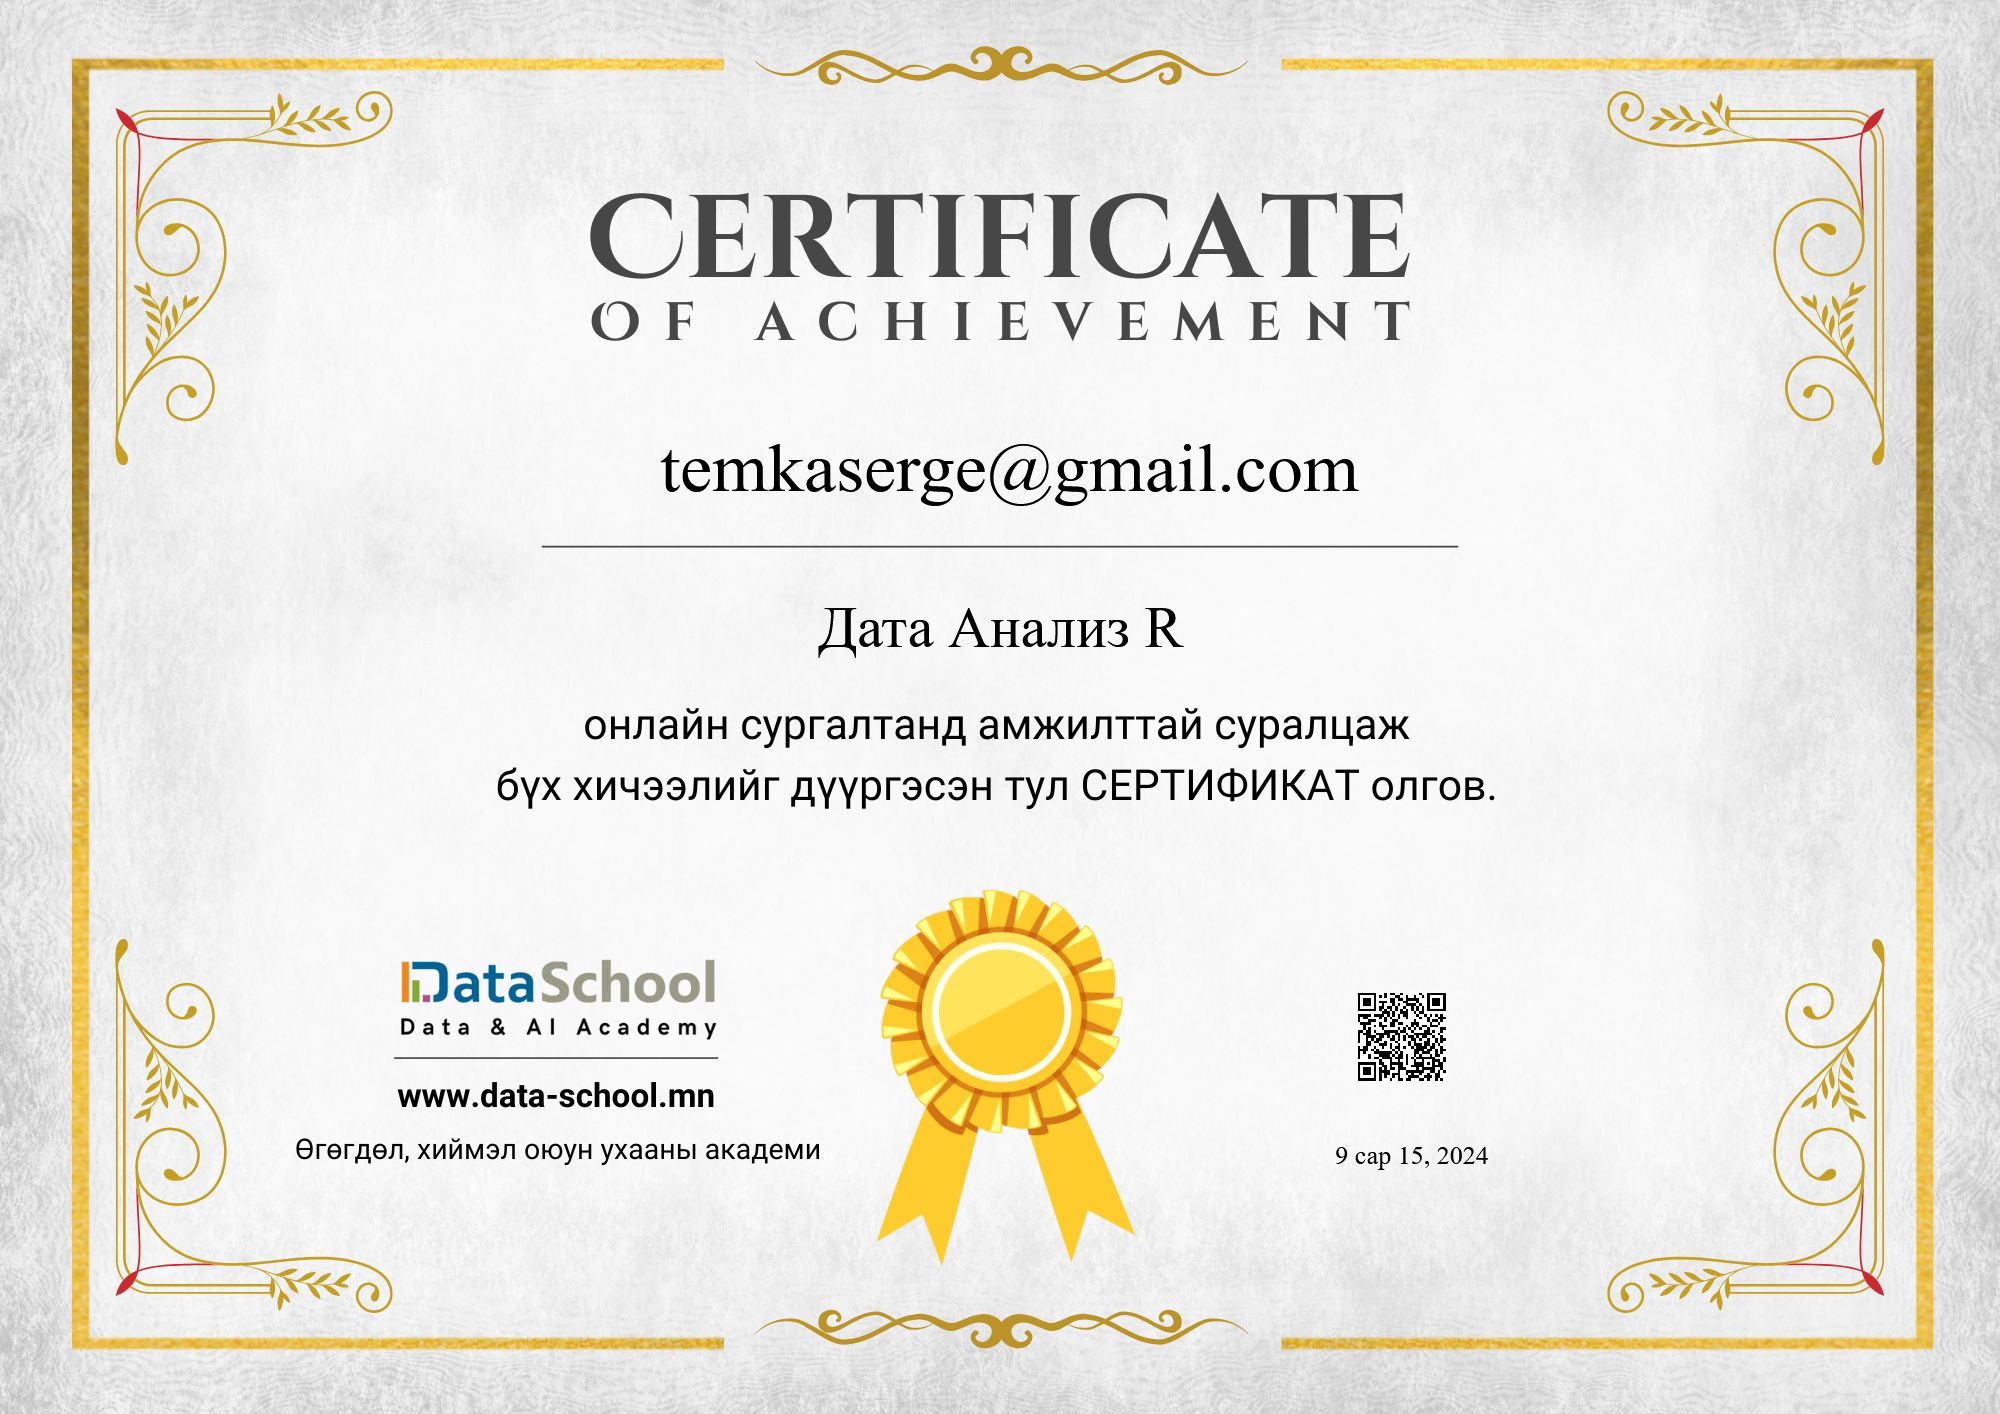 CERTIFICATE
OF ACHIEVEMENT
temkaserge@gmail.com
Дата Анализ R
онлайн сургалтанд амжилттай суралцаж
бүх хичээлийг дүүргэсэн тул СЕРТИФИКАТ олгов.
DataSchool
Data & AI Academy
www.data-school.mn
Өгөгдөл, хиймэл оюун ухааны академи
9 сар 15, 2024